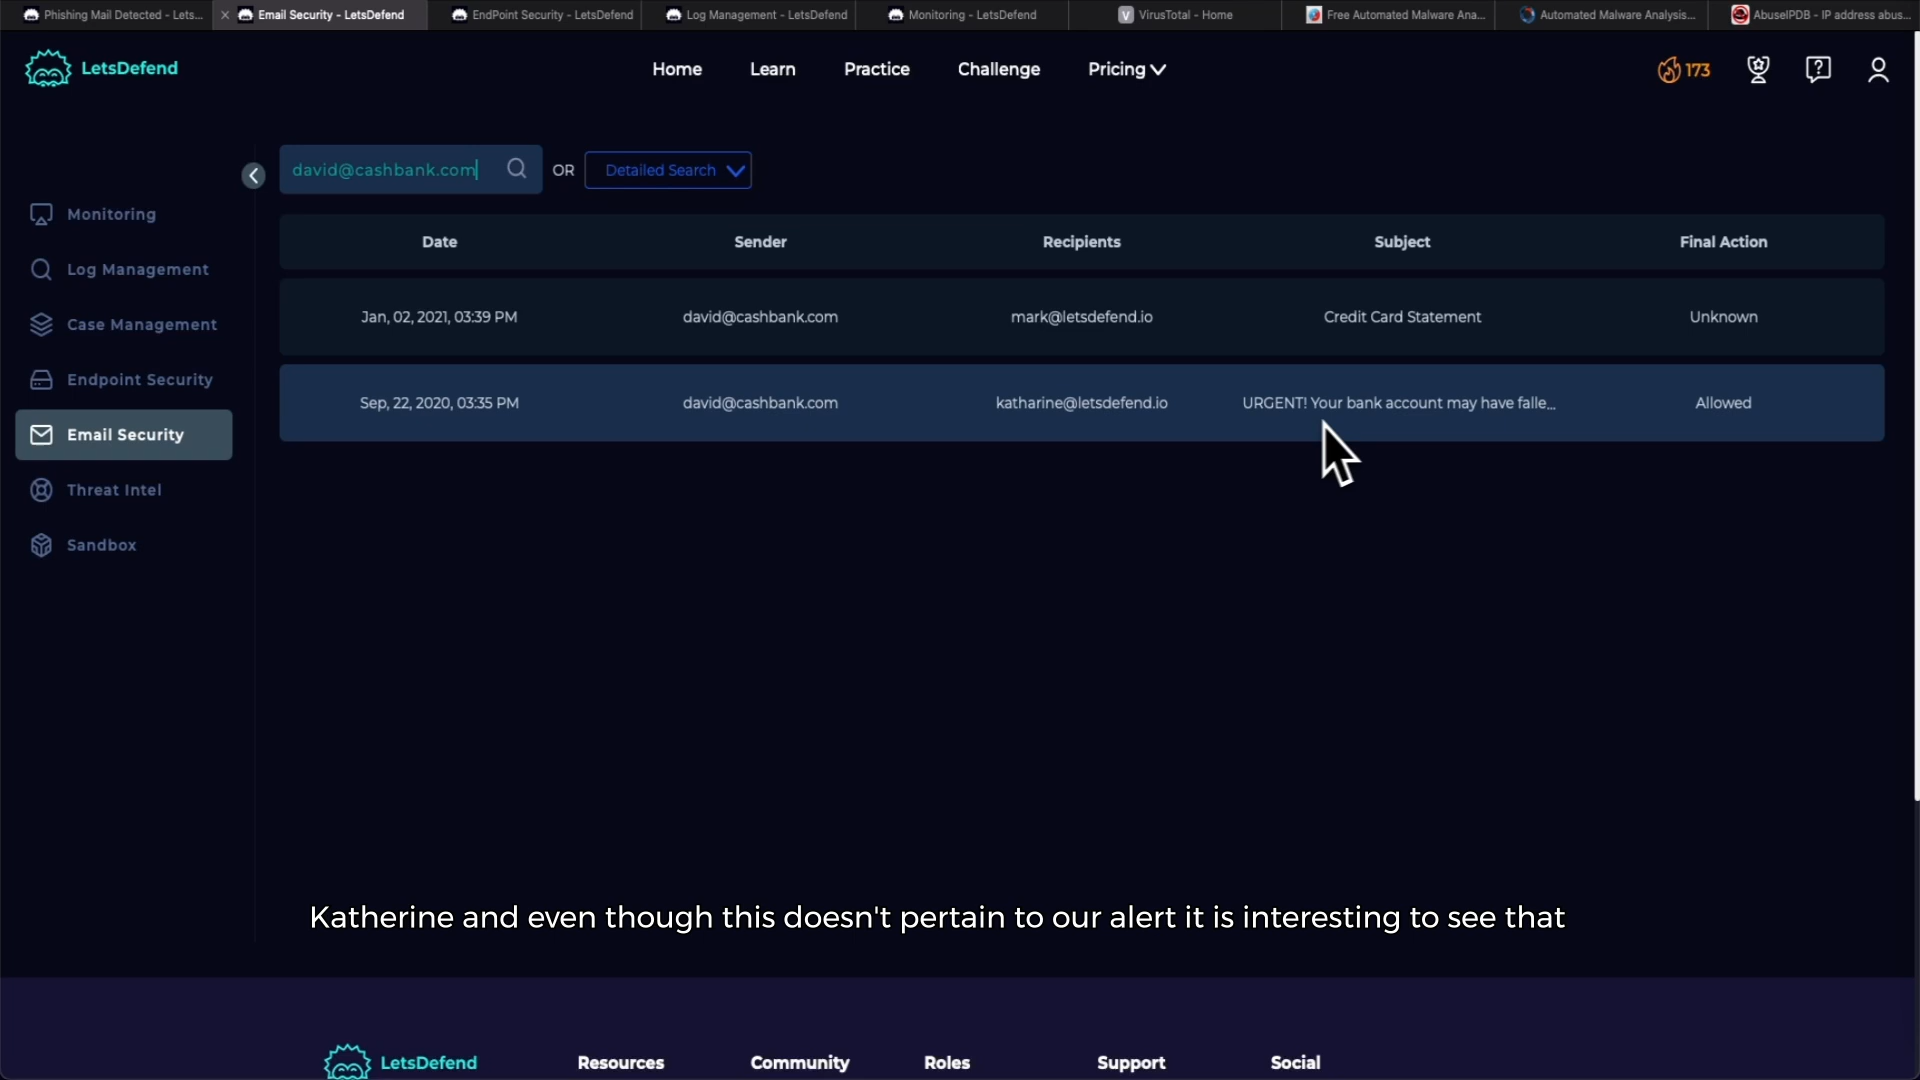 Phishing Mail Detected - Lets...
Email Security - LetsDefend
EndPoint Security - LetsDefend
Log Management - LetsDefend
Monitoring - LetsDefend
VirusTotal - Home
Free Automated Malware Ana...
Automated Malware Analysis...
AbuseIPDB - IP address abus...
LetsDefend
Home
Learn
Practice
Challenge
Pricing
173
david@cashbank.com
OR
Detailed Search
Monitoring
Log Management
Case Management
Endpoint Security
Email Security
Threat Intel
Sandbox
Date Sender Recipients Subject Final Action
Jan, 02, 2021, 03:39 PM david@cashbank.com mark@letsdefend.io Credit Card Statement Unknown
Sep, 22, 2020, 03:35 PM david@cashbank.com katharine@letsdefend.io URGENT! Your bank account may have falle... Allowed
Katherine and even though this doesn't pertain to our alert it is interesting to see that
LetsDefend
Resources
Community
Roles
Support
Social